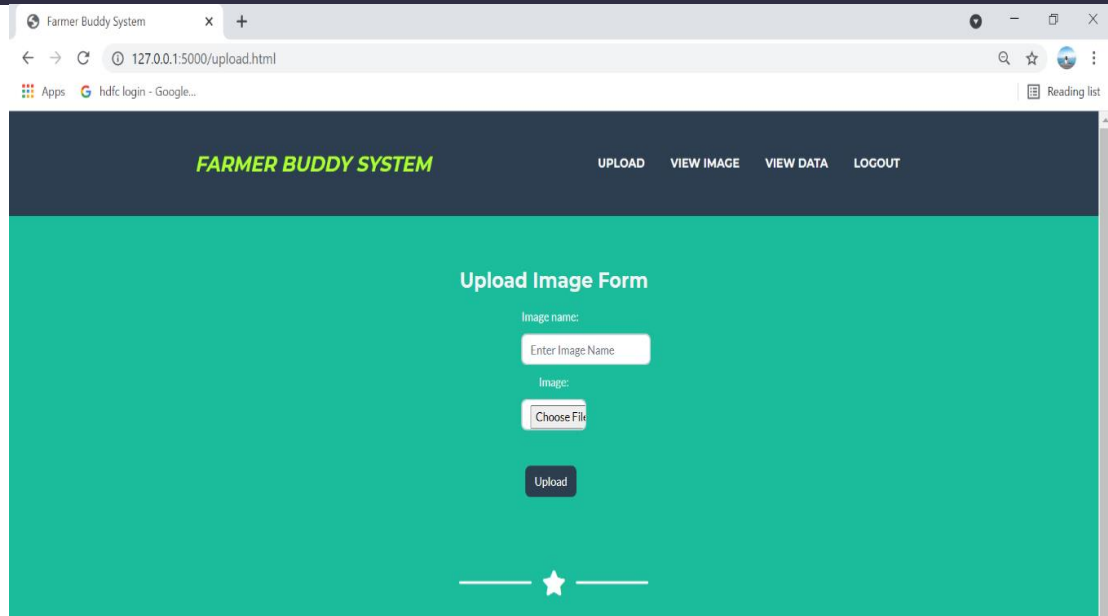 Farmer Buddy System
127.0.0.1:5000/upload.html
Apps hdfc login - Google...
Reading list
FARMER BUDDY SYSTEM UPLOAD VIEW IMAGE VIEW DATA LOGOUT
Upload Image Form
Image name:
Enter Image Name
Image:
Choose File
Upload